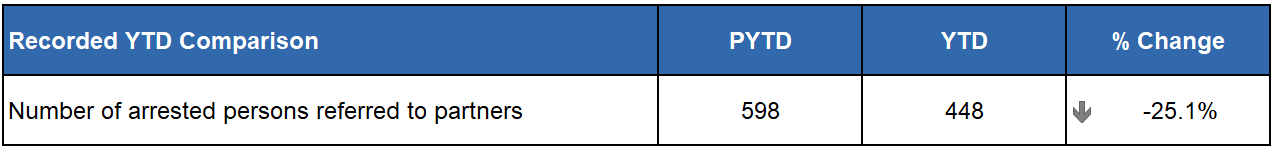 Recorded YTD Comparison PYTD YTD % Change
Number of arrested persons referred to partners 598 448 -25.1%